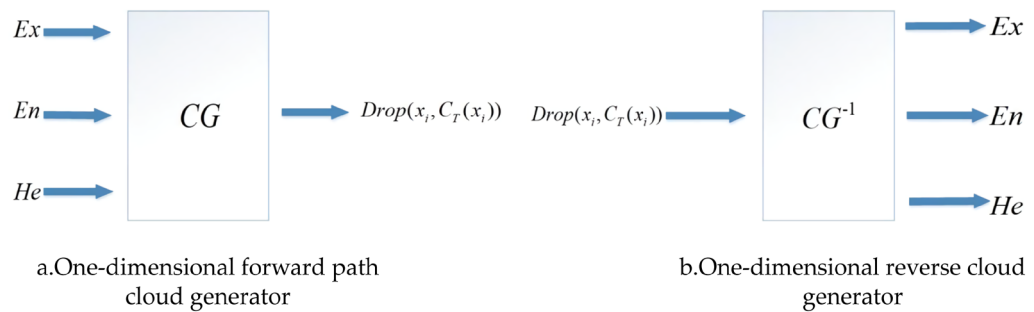 Ex
En
He
CG
Drop(x_i, C_T(x_i))
a.One-dimensional forward path
cloud generator
Drop(x_i, C_T(x_i))
CG^-1
Ex
En
He
b.One-dimensional reverse cloud
generator